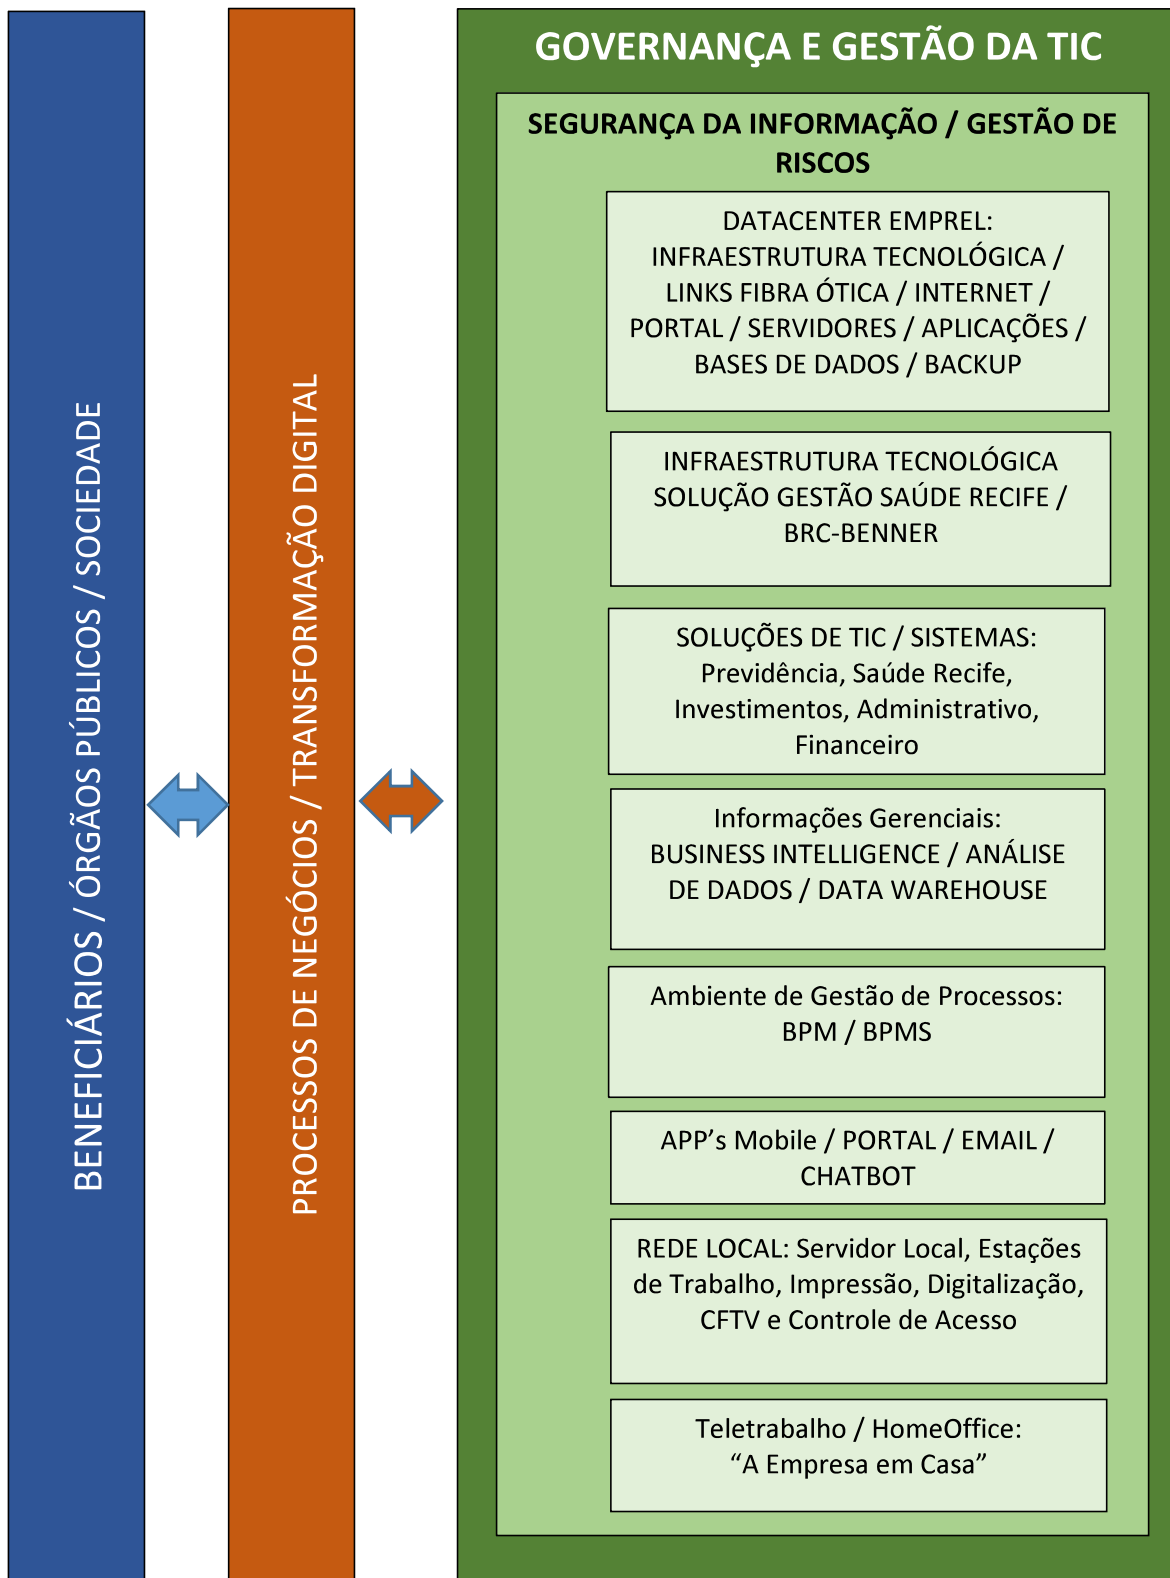 BENEFICIÁRIOS / ÓRGÃOS PÚBLICOS / SOCIEDADE
PROCESSOS DE NEGÓCIOS / TRANSFORMAÇÃO DIGITAL
GOVERNANÇA E GESTÃO DA TIC
SEGURANÇA DA INFORMAÇÃO / GESTÃO DE
RISCOS
DATACENTER EMPREL:
INFRAESTRUTURA TECNOLÓGICA /
LINKS FIBRA ÓTICA / INTERNET /
PORTAL / SERVIDORES / APLICAÇÕES /
BASES DE DADOS / BACKUP
INFRAESTRUTURA TECNOLÓGICA
SOLUÇÃO GESTÃO SAÚDE RECIFE /
BRC-BENNER
SOLUÇÕES DE TIC / SISTEMAS:
Previdência, Saúde Recife,
Investimentos, Administrativo,
Financeiro
Informações Gerenciais:
BUSINESS INTELLIGENCE / ANÁLISE
DE DADOS / DATA WAREHOUSE
Ambiente de Gestão de Processos:
BPM / BPMS
APP’s Mobile / PORTAL / EMAIL /
CHATBOT
REDE LOCAL: Servidor Local, Estações
de Trabalho, Impressão, Digitalização,
CFTV e Controle de Acesso
Teletrabalho / HomeOffice:
“A Empresa em Casa”